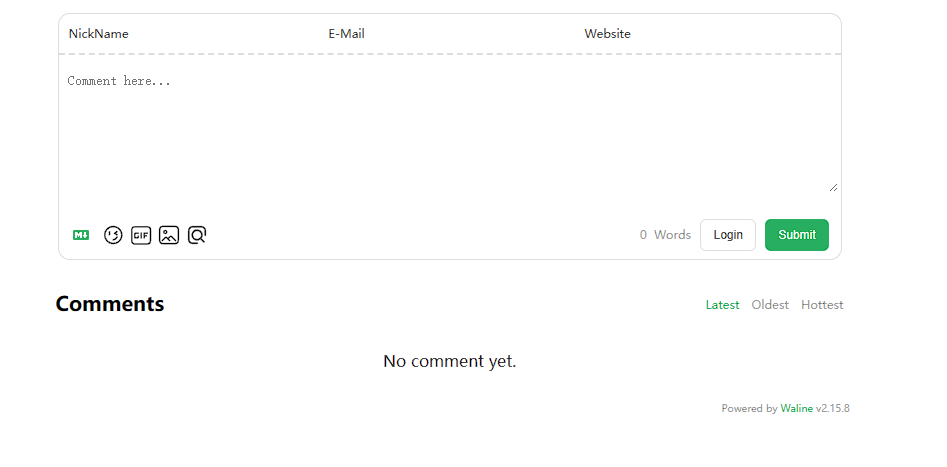 NickName E-Mail Website
Comment here...
M GIF 0 Words Login Submit
Comments Latest Oldest Hottest
No comment yet.
Powered by Waline v2.15.8